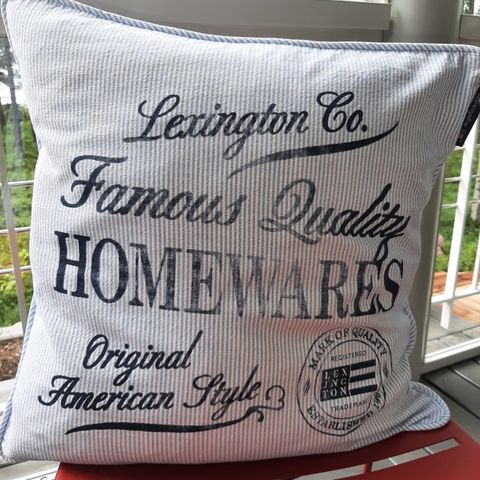 Lexington Co.
Famous Quality
HOMEWARES
Original
American Style
MARK OF QUALITY
REGISTERED
LEX
ING
TON
TRADEMARK
ESTABLISHED